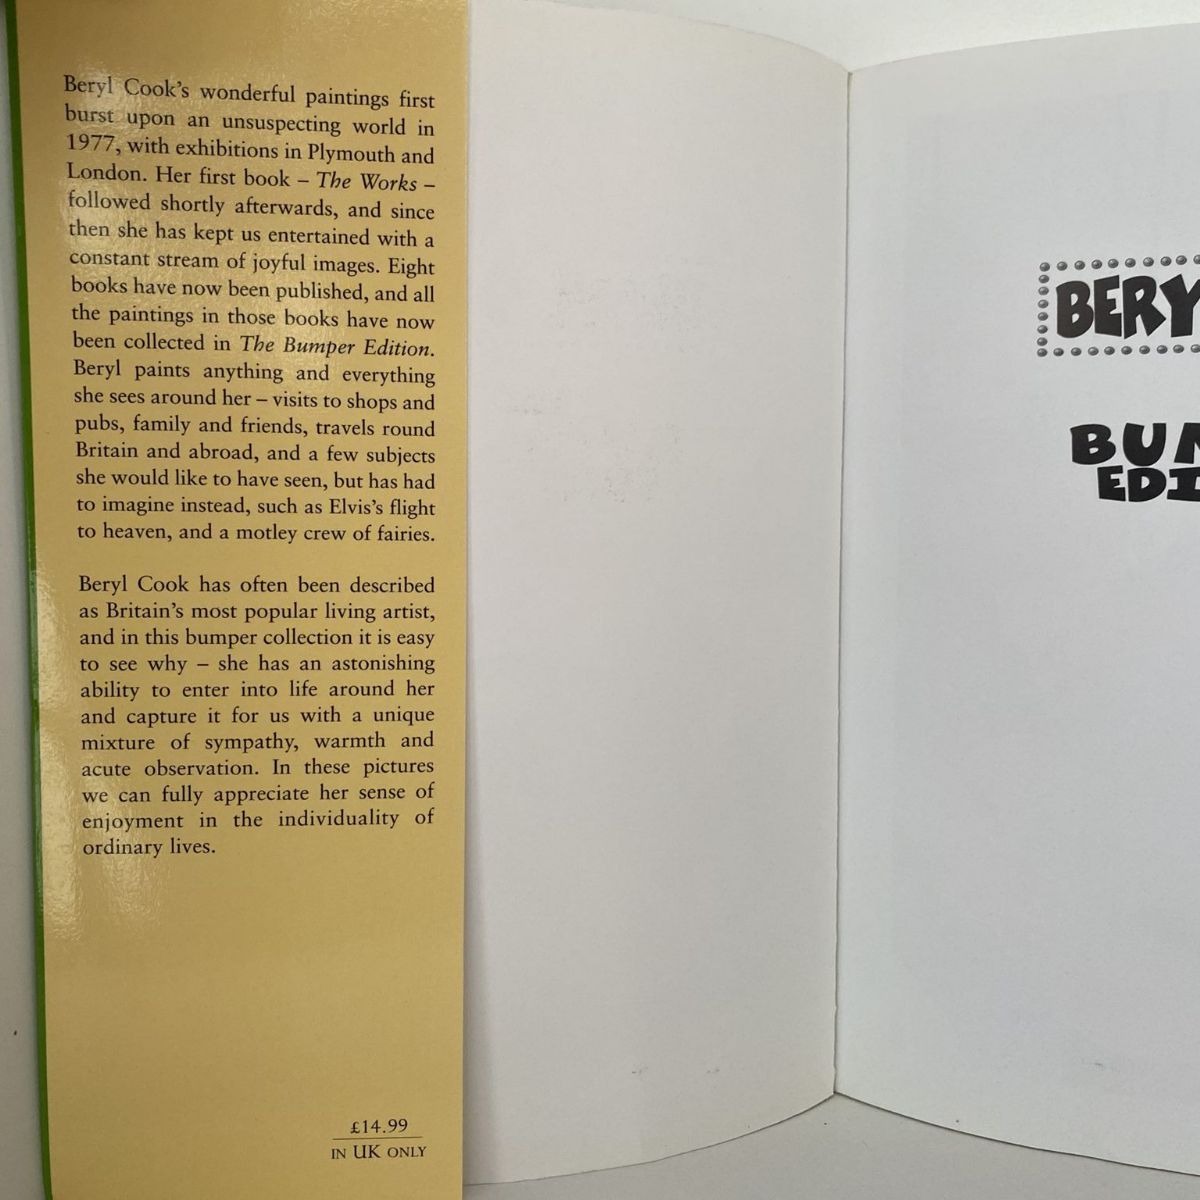 Beryl Cook's wonderful paintings first
burst upon an unsuspecting world in
1977, with exhibitions in Plymouth and
London. Her first book – The Works –
followed shortly afterwards, and since
then she has kept us entertained with a
constant stream of joyful images. Eight
books have now been published, and all
the paintings in those books have now
been collected in The Bumper Edition.
Beryl paints anything and everything
she sees around her – visits to shops and
pubs, family and friends, travels round
Britain and abroad, and a few subjects
she would like to have seen, but has had
to imagine instead, such as Elvis's flight
to heaven, and a motley crew of fairies.
Beryl Cook has often been described
as Britain's most popular living artist,
and in this bumper collection it is easy
to see why – she has an astonishing
ability to enter into life around her
and capture it for us with a unique
mixture of sympathy, warmth and
acute observation. In these pictures
we can fully appreciate her sense of
enjoyment in the individuality of
ordinary lives.
£14.99
IN UK ONLY
BERY
BUM
EDI